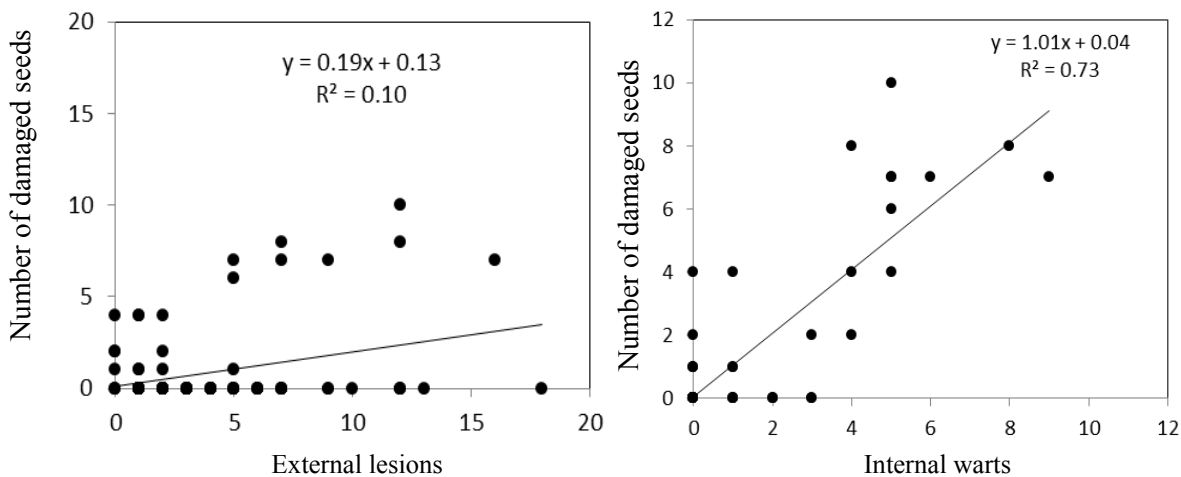 Number of damaged seeds
20
15
10
5
0
y = 0.19x + 0.13
R² = 0.10
0 5 10 15 20
External lesions
Number of damaged seeds
12
10
8
6
4
2
0
y = 1.01x + 0.04
R² = 0.73
0 2 4 6 8 10 12
Internal warts